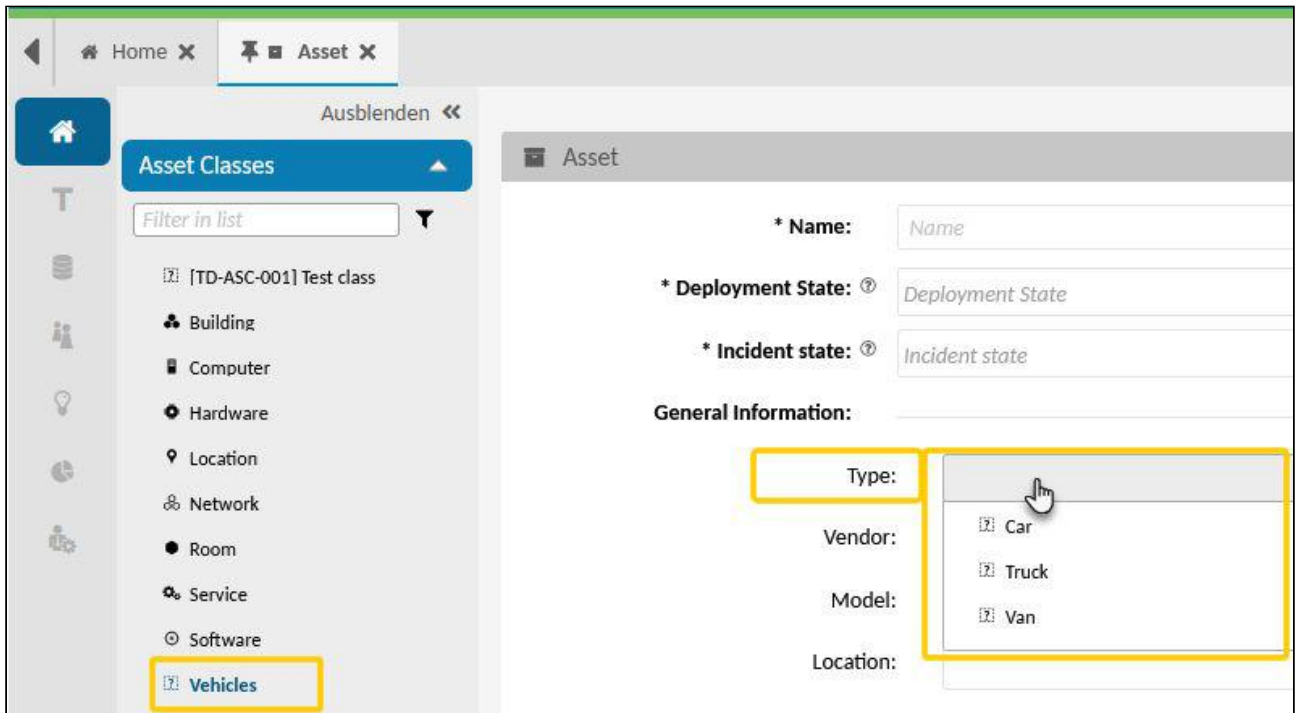 Home
Asset
Ausblenden
Asset Classes
Filter in list
[TD-ASC-001] Test class
Building
Computer
Hardware
Location
Network
Room
Service
Software
Vehicles
Asset
* Name:
Name
* Deployment State:
Deployment State
* Incident state:
Incident state
General Information:
Type:
Car
Truck
Van
Vendor:
Model:
Location: